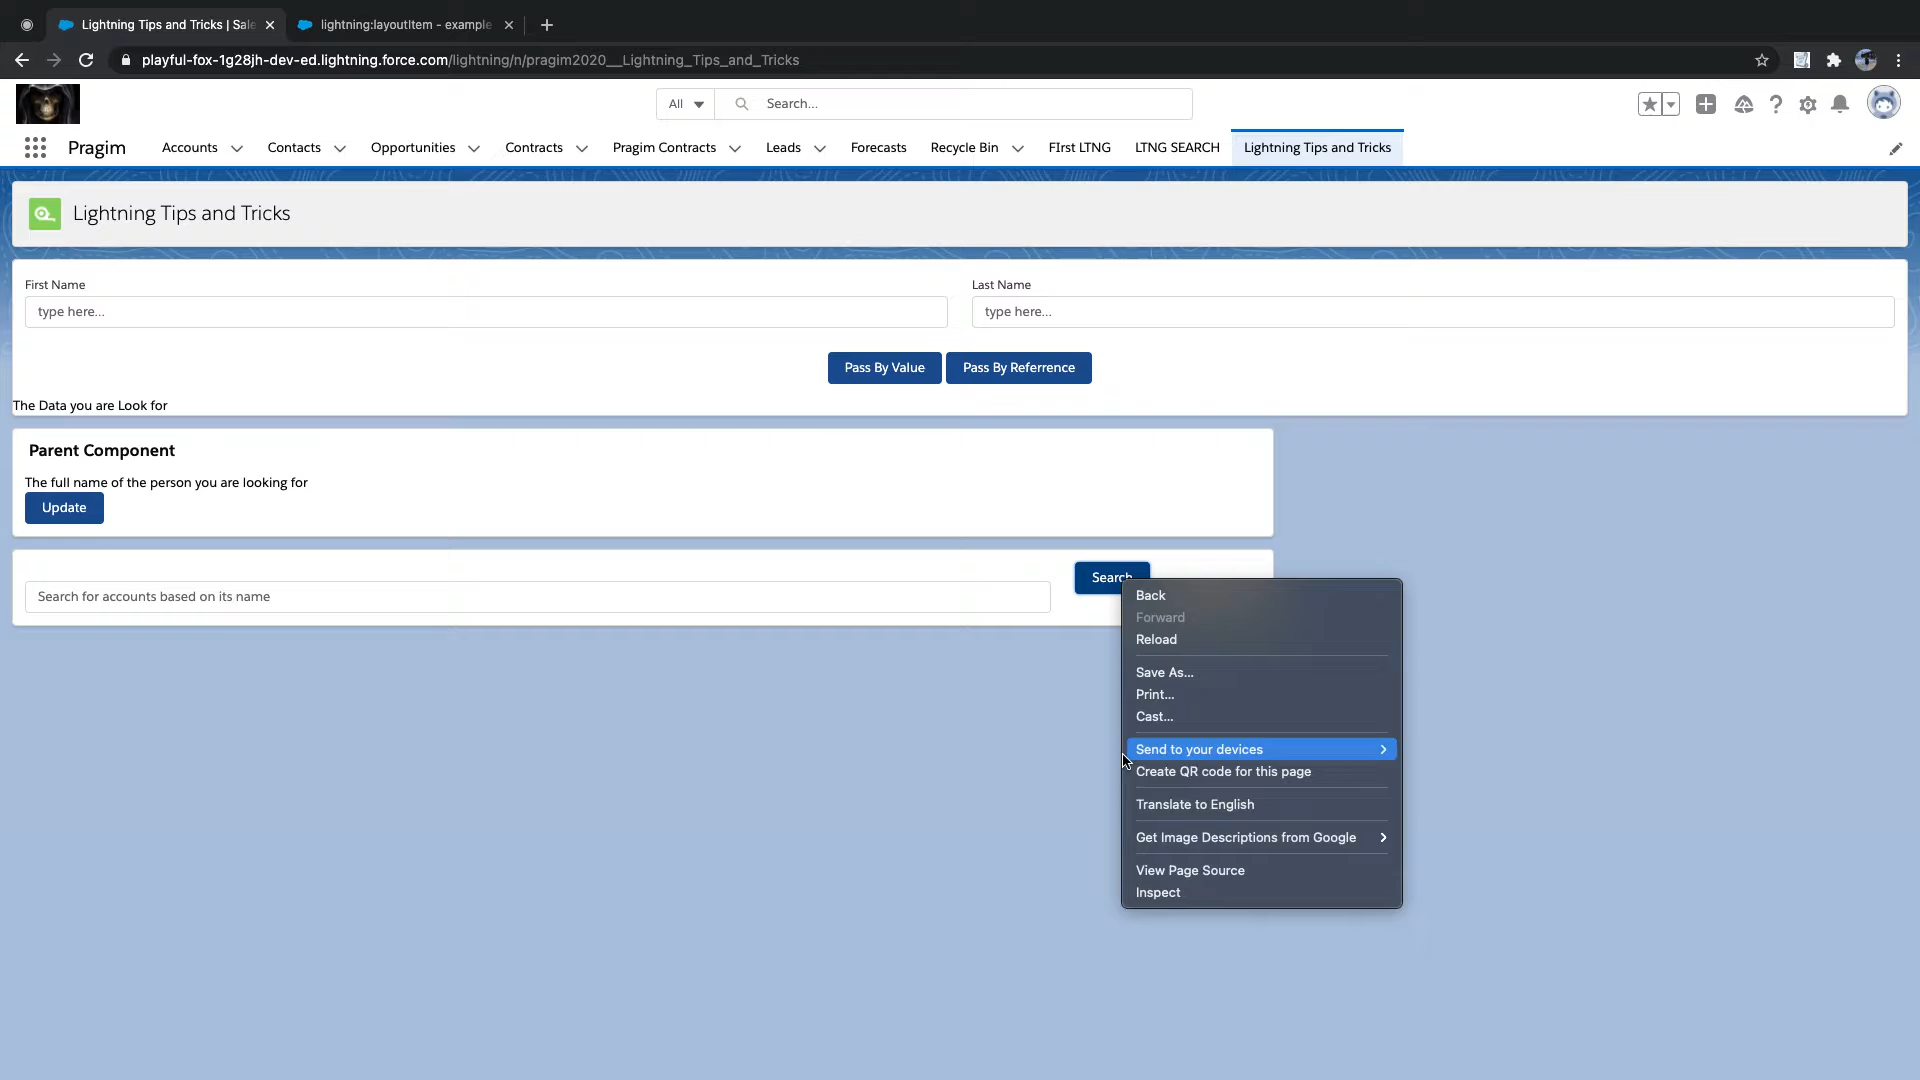 Lightning Tips and Tricks | Sale
lightning:layoutItem - example
playful-fox-1g28jh-dev-ed.lightning.force.com/lightning/n/pragim2020__Lightning_Tips_and_Tricks
All
Search...
Pragim
Accounts
Contacts
Opportunities
Contracts
Pragim Contracts
Leads
Forecasts
Recycle Bin
FIrst LTNG
LTNG SEARCH
Lightning Tips and Tricks
Lightning Tips and Tricks
First Name
Last Name
type here...
type here...
Pass By Value
Pass By Referrence
The Data you are Look for
Parent Component
The full name of the person you are looking for
Update
Search
Search for accounts based on its name
Back
Forward
Reload
Save As...
Print...
Cast...
Send to your devices
Create QR code for this page
Translate to English
Get Image Descriptions from Google
View Page Source
Inspect